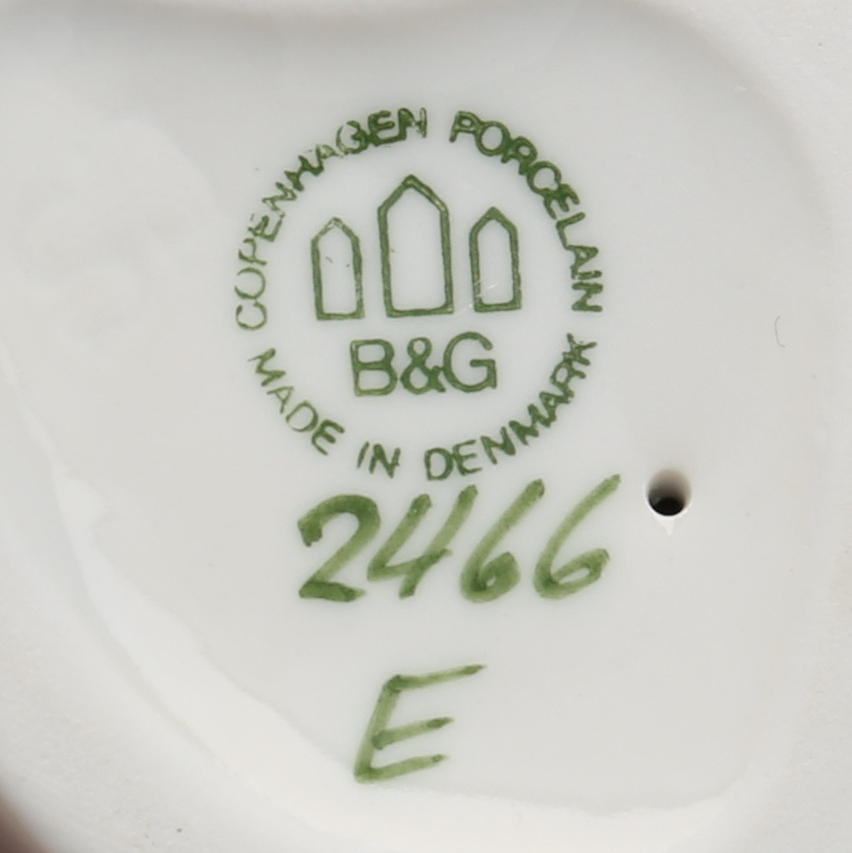 COPENHAGEN PORCELAIN
B&G
MADE IN DENMARK
2466
E